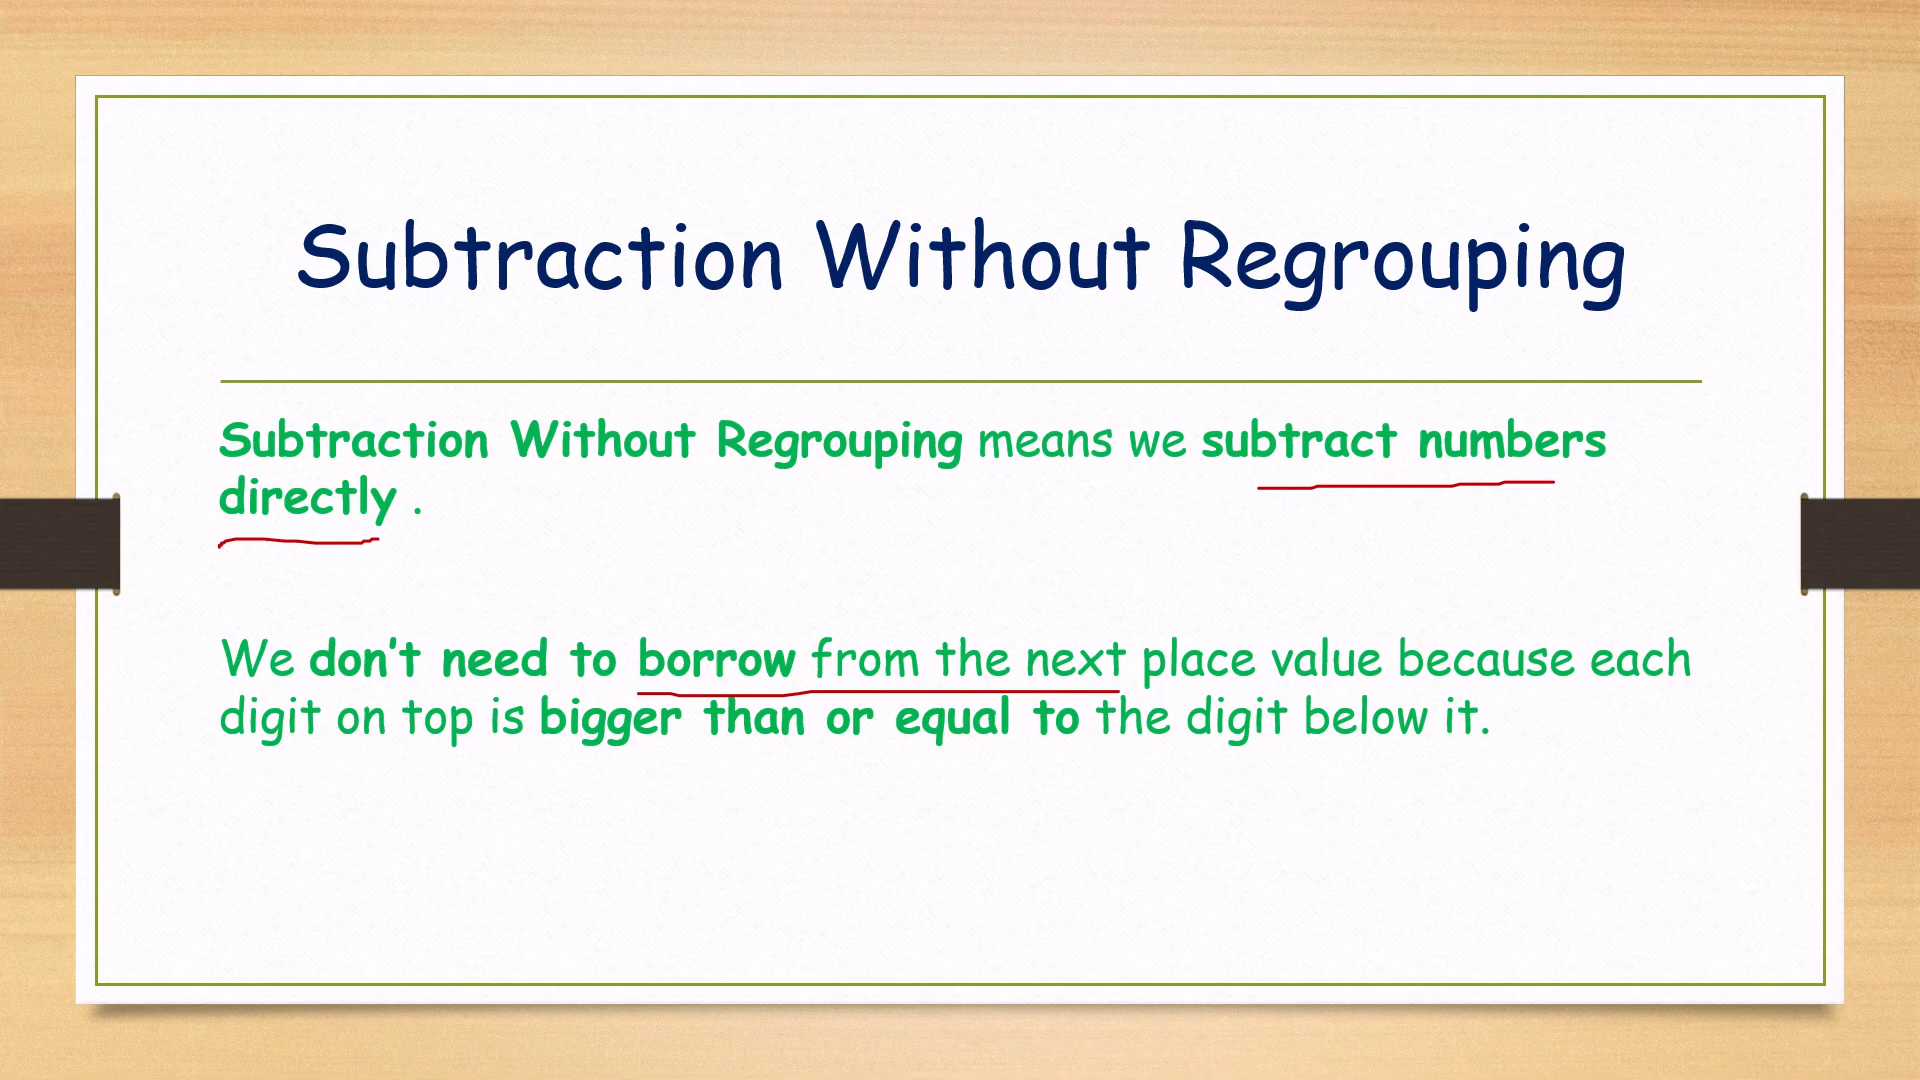 Subtraction Without Regrouping
Subtraction Without Regrouping means we subtract numbers
directly .
We don’t need to borrow from the next place value because each
digit on top is bigger than or equal to the digit below it.